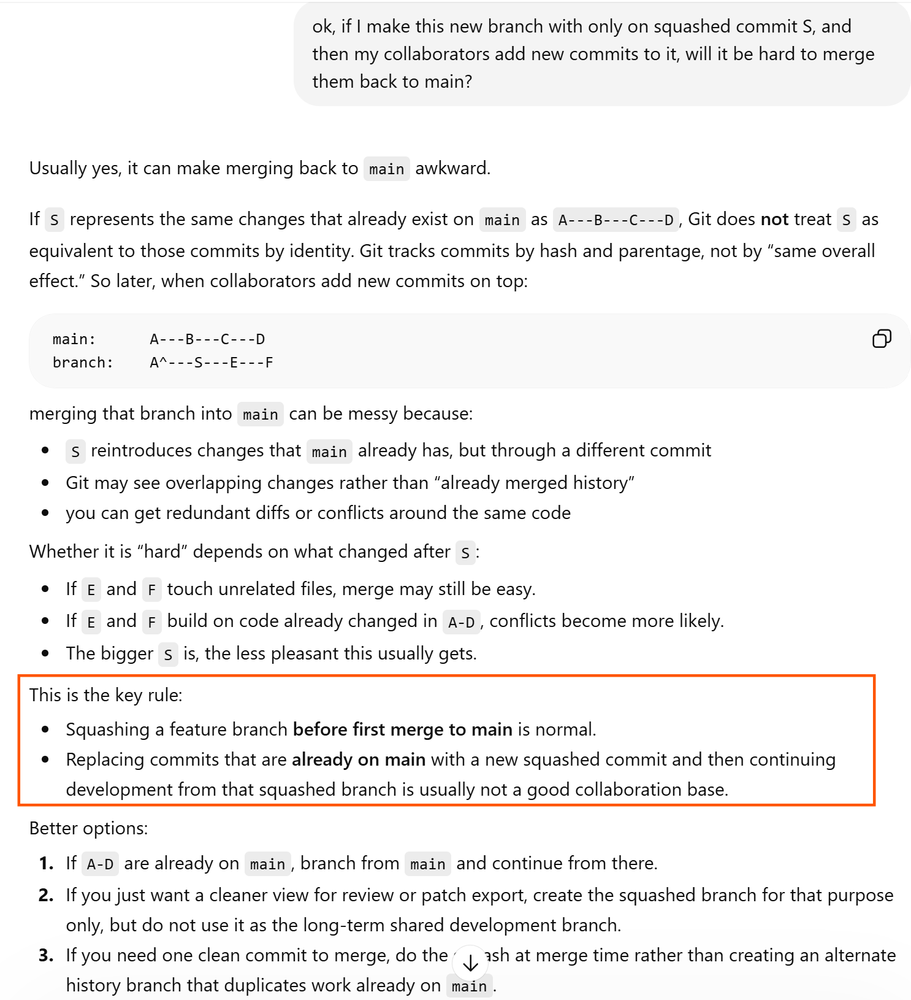 ok, if I make this new branch with only on squashed commit S, and
then my collaborators add new commits to it, will it be hard to merge
them back to main?
Usually yes, it can make merging back to main awkward.
If S represents the same changes that already exist on main as A---B---C---D, Git does not treat S as
equivalent to those commits by identity. Git tracks commits by hash and parentage, not by “same overall
effect.” So later, when collaborators add new commits on top:
main:      A---B---C---D
branch:    A^---S---E---F
merging that branch into main can be messy because:
• S reintroduces changes that main already has, but through a different commit
• Git may see overlapping changes rather than “already merged history”
• you can get redundant diffs or conflicts around the same code
Whether it is “hard” depends on what changed after S:
• If E and F touch unrelated files, merge may still be easy.
• If E and F build on code already changed in A-D, conflicts become more likely.
• The bigger S is, the less pleasant this usually gets.
This is the key rule:
• Squashing a feature branch before first merge to main is normal.
• Replacing commits that are already on main with a new squashed commit and then continuing
development from that squashed branch is usually not a good collaboration base.
Better options:
1. If A-D are already on main, branch from main and continue from there.
2. If you just want a cleaner view for review or patch export, create the squashed branch for that purpose
only, but do not use it as the long-term shared development branch.
3. If you need one clean commit to merge, do the at merge time rather than creating an alternate
history branch that duplicates work already on main.